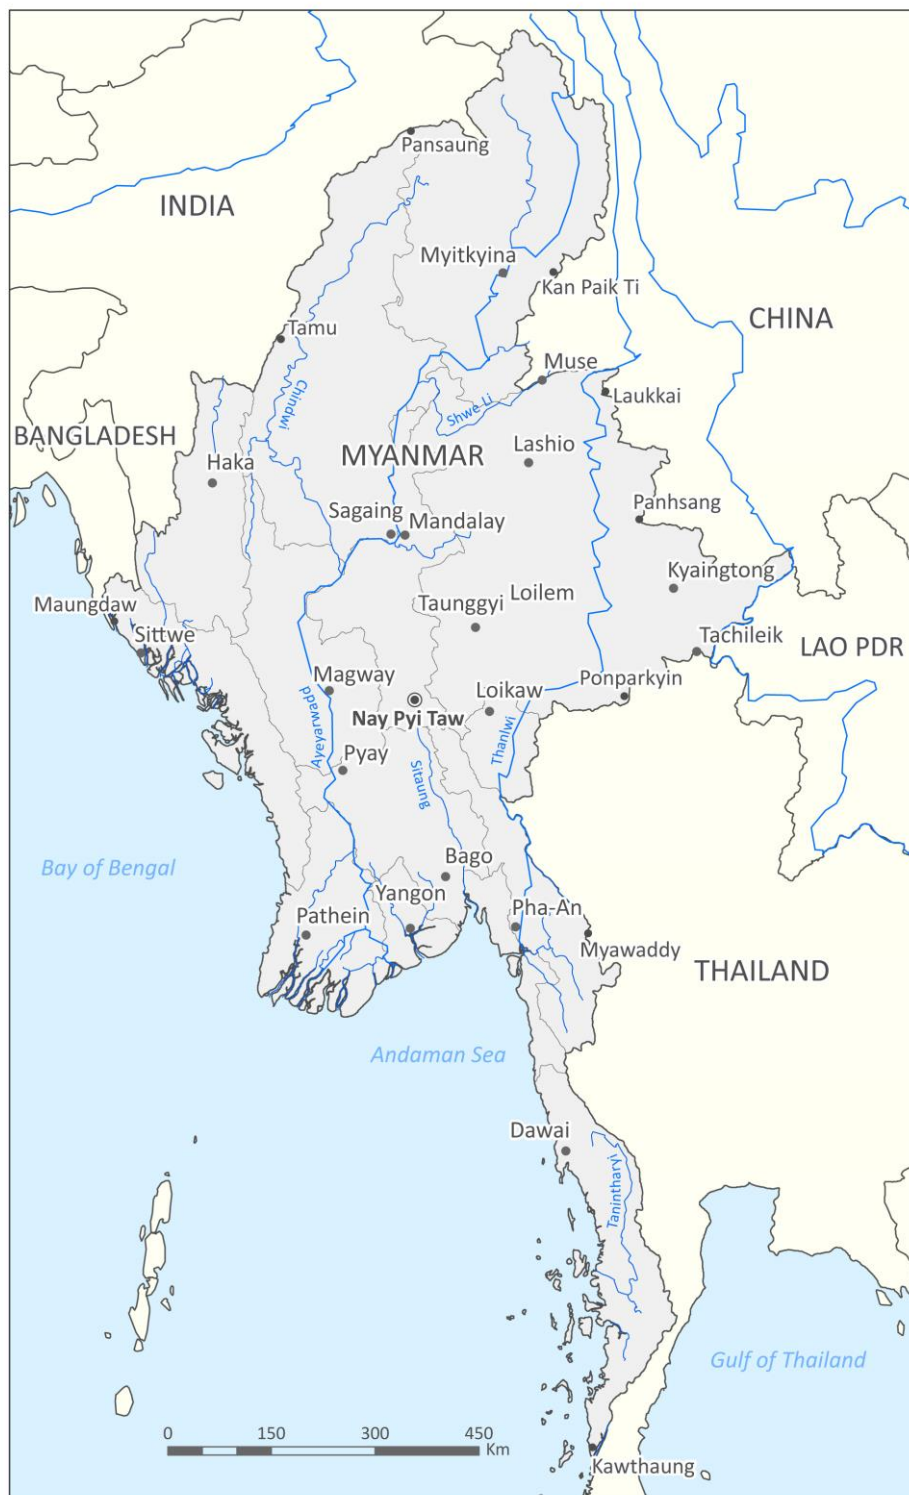 Pansaung
INDIA
Myitkyina
Kan Paik Ti
CHINA
Tamu
Muse
Chindwi
Laukkai
Shwe Li
BANGLADESH
MYANMAR
Lashio
Haka
Panhsang
Sagaing
Mandalay
Kyaingtong
Loilem
Maungdaw
Taunggyi
Sittwe
Tachileik
LAO PDR
Magway
Ponparkyin
Loikaw
Nay Pyi Taw
Ayeyarwadd
Thanlwi
Pyay
Sitanug
Bay of Bengal
Bago
Yangon
Pathein
Pha-An
Myawaddy
THAILAND
Andaman Sea
Dawai
Tanintharyi
Gulf of Thailand
0 150 300 450
Km
Kawthaung